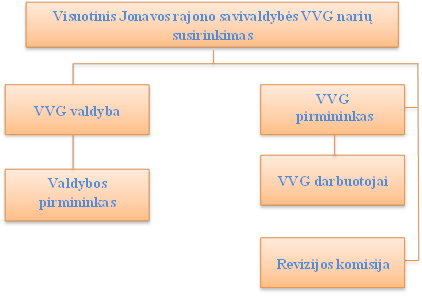 Visuotinis Jonavos rajono savivaldybės VVG narių
susirinkimas
VVG valdyba
VVG
pirmininkas
Valdybos
pirmininkas
VVG darbuotojai
Revizijos komisija